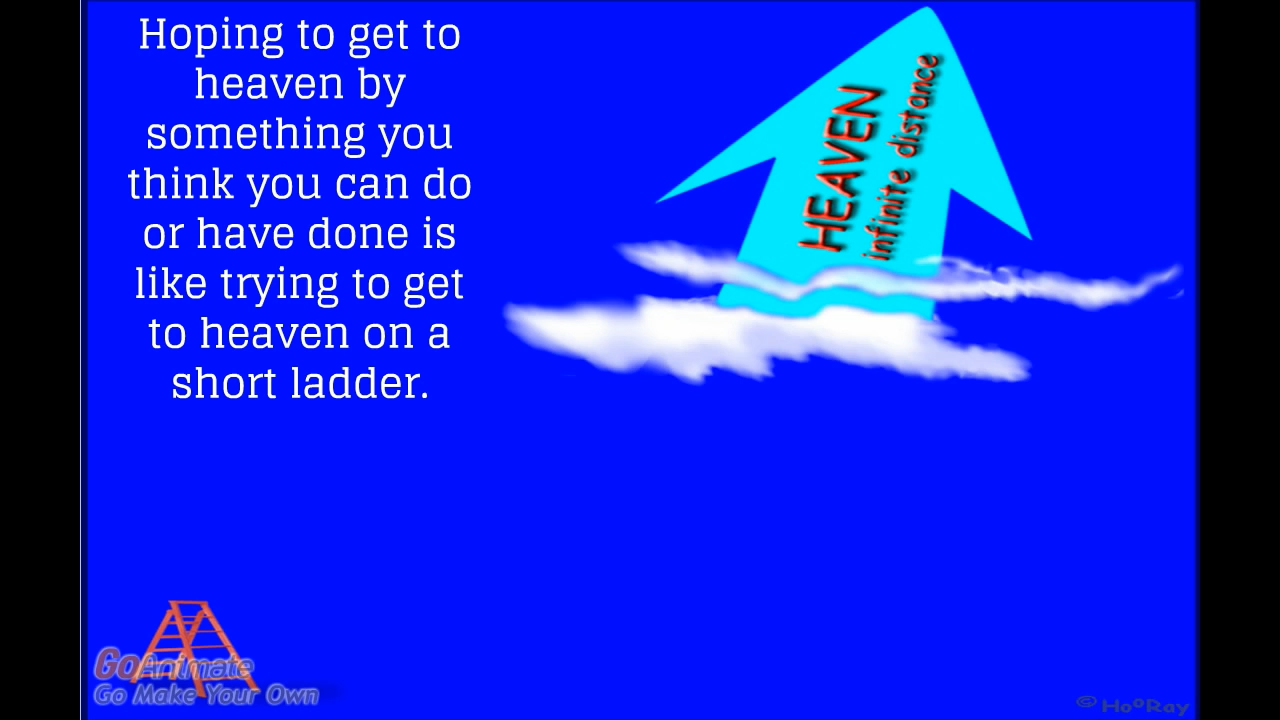 Hoping to get to
heaven by
something you
think you can do
or have done is
like trying to get
to heaven on a
short ladder.
HEAVEN
infinite distance
GoAnimate
Go Make Your Own
© HooRay